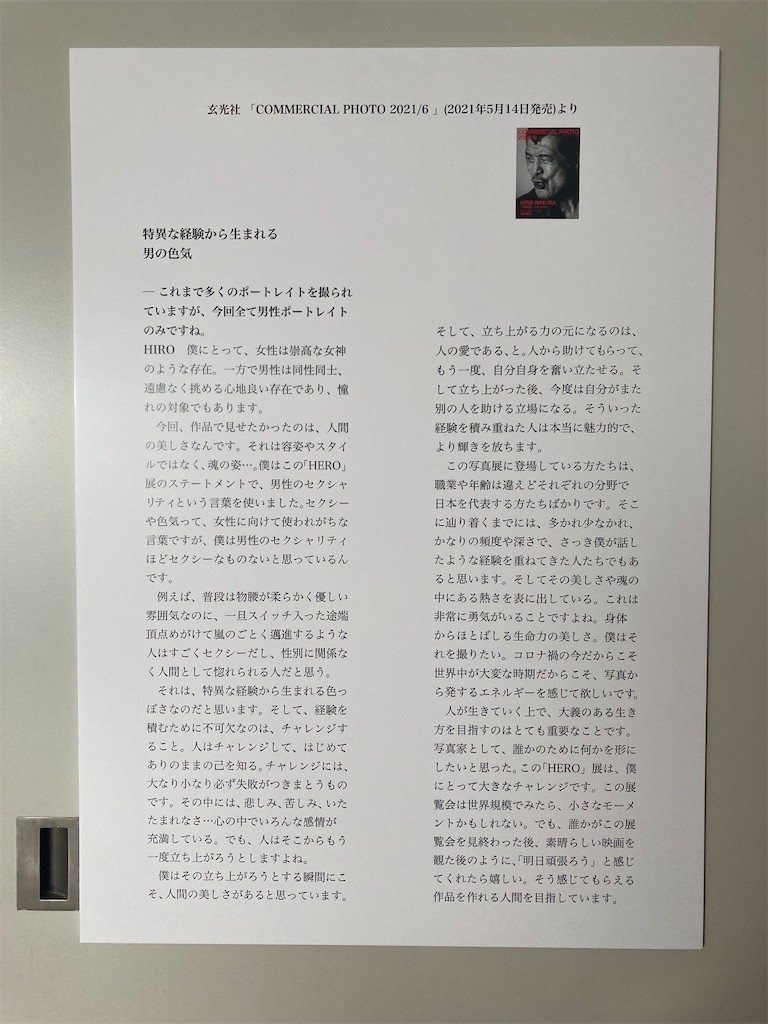 玄光社 「COMMERCIAL PHOTO 2021/6 」(2021年5月14日発売)より
COMMERCIAL PHOTO
特異な経験から生まれる
男の色気
― これまで多くのポートレイトを撮られ
ていますが、今回全て男性ポートレイト
のみですね。
HIRO 僕にとって、女性は崇高な女神
のような存在。一方で男性は同性同士、
遠慮なく挑める心地良い存在であり、憧
れの対象でもあります。
今回、作品で見せたかったのは、人間
の美しさなんです。それは容姿やスタイ
ルではなく、魂の姿…。僕はこの「HERO」
展のステートメントで、男性のセクシャ
リティという言葉を使いました。セクシー
や色気って、女性に向けて使われがちな
言葉ですが、僕は男性のセクシャリティ
ほどセクシーなものないと思っているん
です。
例えば、普段は物腰が柔らかく優しい
雰囲気なのに、一旦スイッチ入った途端
頂点めがけて嵐のごとく邁進するような
人はすごくセクシーだし、性別に関係な
く人間として惚れられる人だと思う。
それは、特異な経験から生まれる色っ
ぽさなのだと思います。そして、経験を
積むために不可欠なのは、チャレンジす
ること。人はチャレンジして、はじめて
ありのままの己を知る。チャレンジには、
大なり小なり必ず失敗がつきまとうもの
です。その中には、悲しみ、苦しみ、いた
たまれなさ…心の中でいろんな感情が
充満している。でも、人はそこからもう
一度立ち上がろうとしますよね。
僕はその立ち上がろうとする瞬間にこ
そ、人間の美しさがあると思っています。
そして、立ち上がる力の元になるのは、
人の愛である、と。人から助けてもらって、
もう一度、自分自身を奮い立たせる。そ
して立ち上がった後、今度は自分がまた
別の人を助ける立場になる。そういった
経験を積み重ねた人は本当に魅力的で、
より輝きを放ちます。
この写真展に登場している方たちは、
職業や年齢は違えどそれぞれの分野で
日本を代表する方たちばかりです。そこ
に辿り着くまでには、多かれ少なかれ、
かなりの頻度や深さで、さっき僕が話し
たような経験を重ねてきた人たちでもあ
ると思います。そしてその美しさや魂の
中にある熱さを表に出している。これは
非常に勇気がいることですよね。身体
からほとばしる生命力の美しさ。僕はそ
れを撮りたい。コロナ禍の今だからこそ
世界中が大変な時期だからこそ、写真か
ら発するエネルギーを感じて欲しいです。
人が生きていく上で、大義のある生き
方を目指すのはとても重要なことです。
写真家として、誰かのために何かを形に
したいと思った。この「HERO」展は、僕
にとって大きなチャレンジです。この展
覧会は世界規模でみたら、小さなモーメ
ントかもしれない。でも、誰かがこの展
覧会を見終わった後、素晴らしい映画を
観た後のように、「明日頑張ろう」と感じ
てくれたら嬉しい。そう感じてもらえる
作品を作れる人間を目指しています。